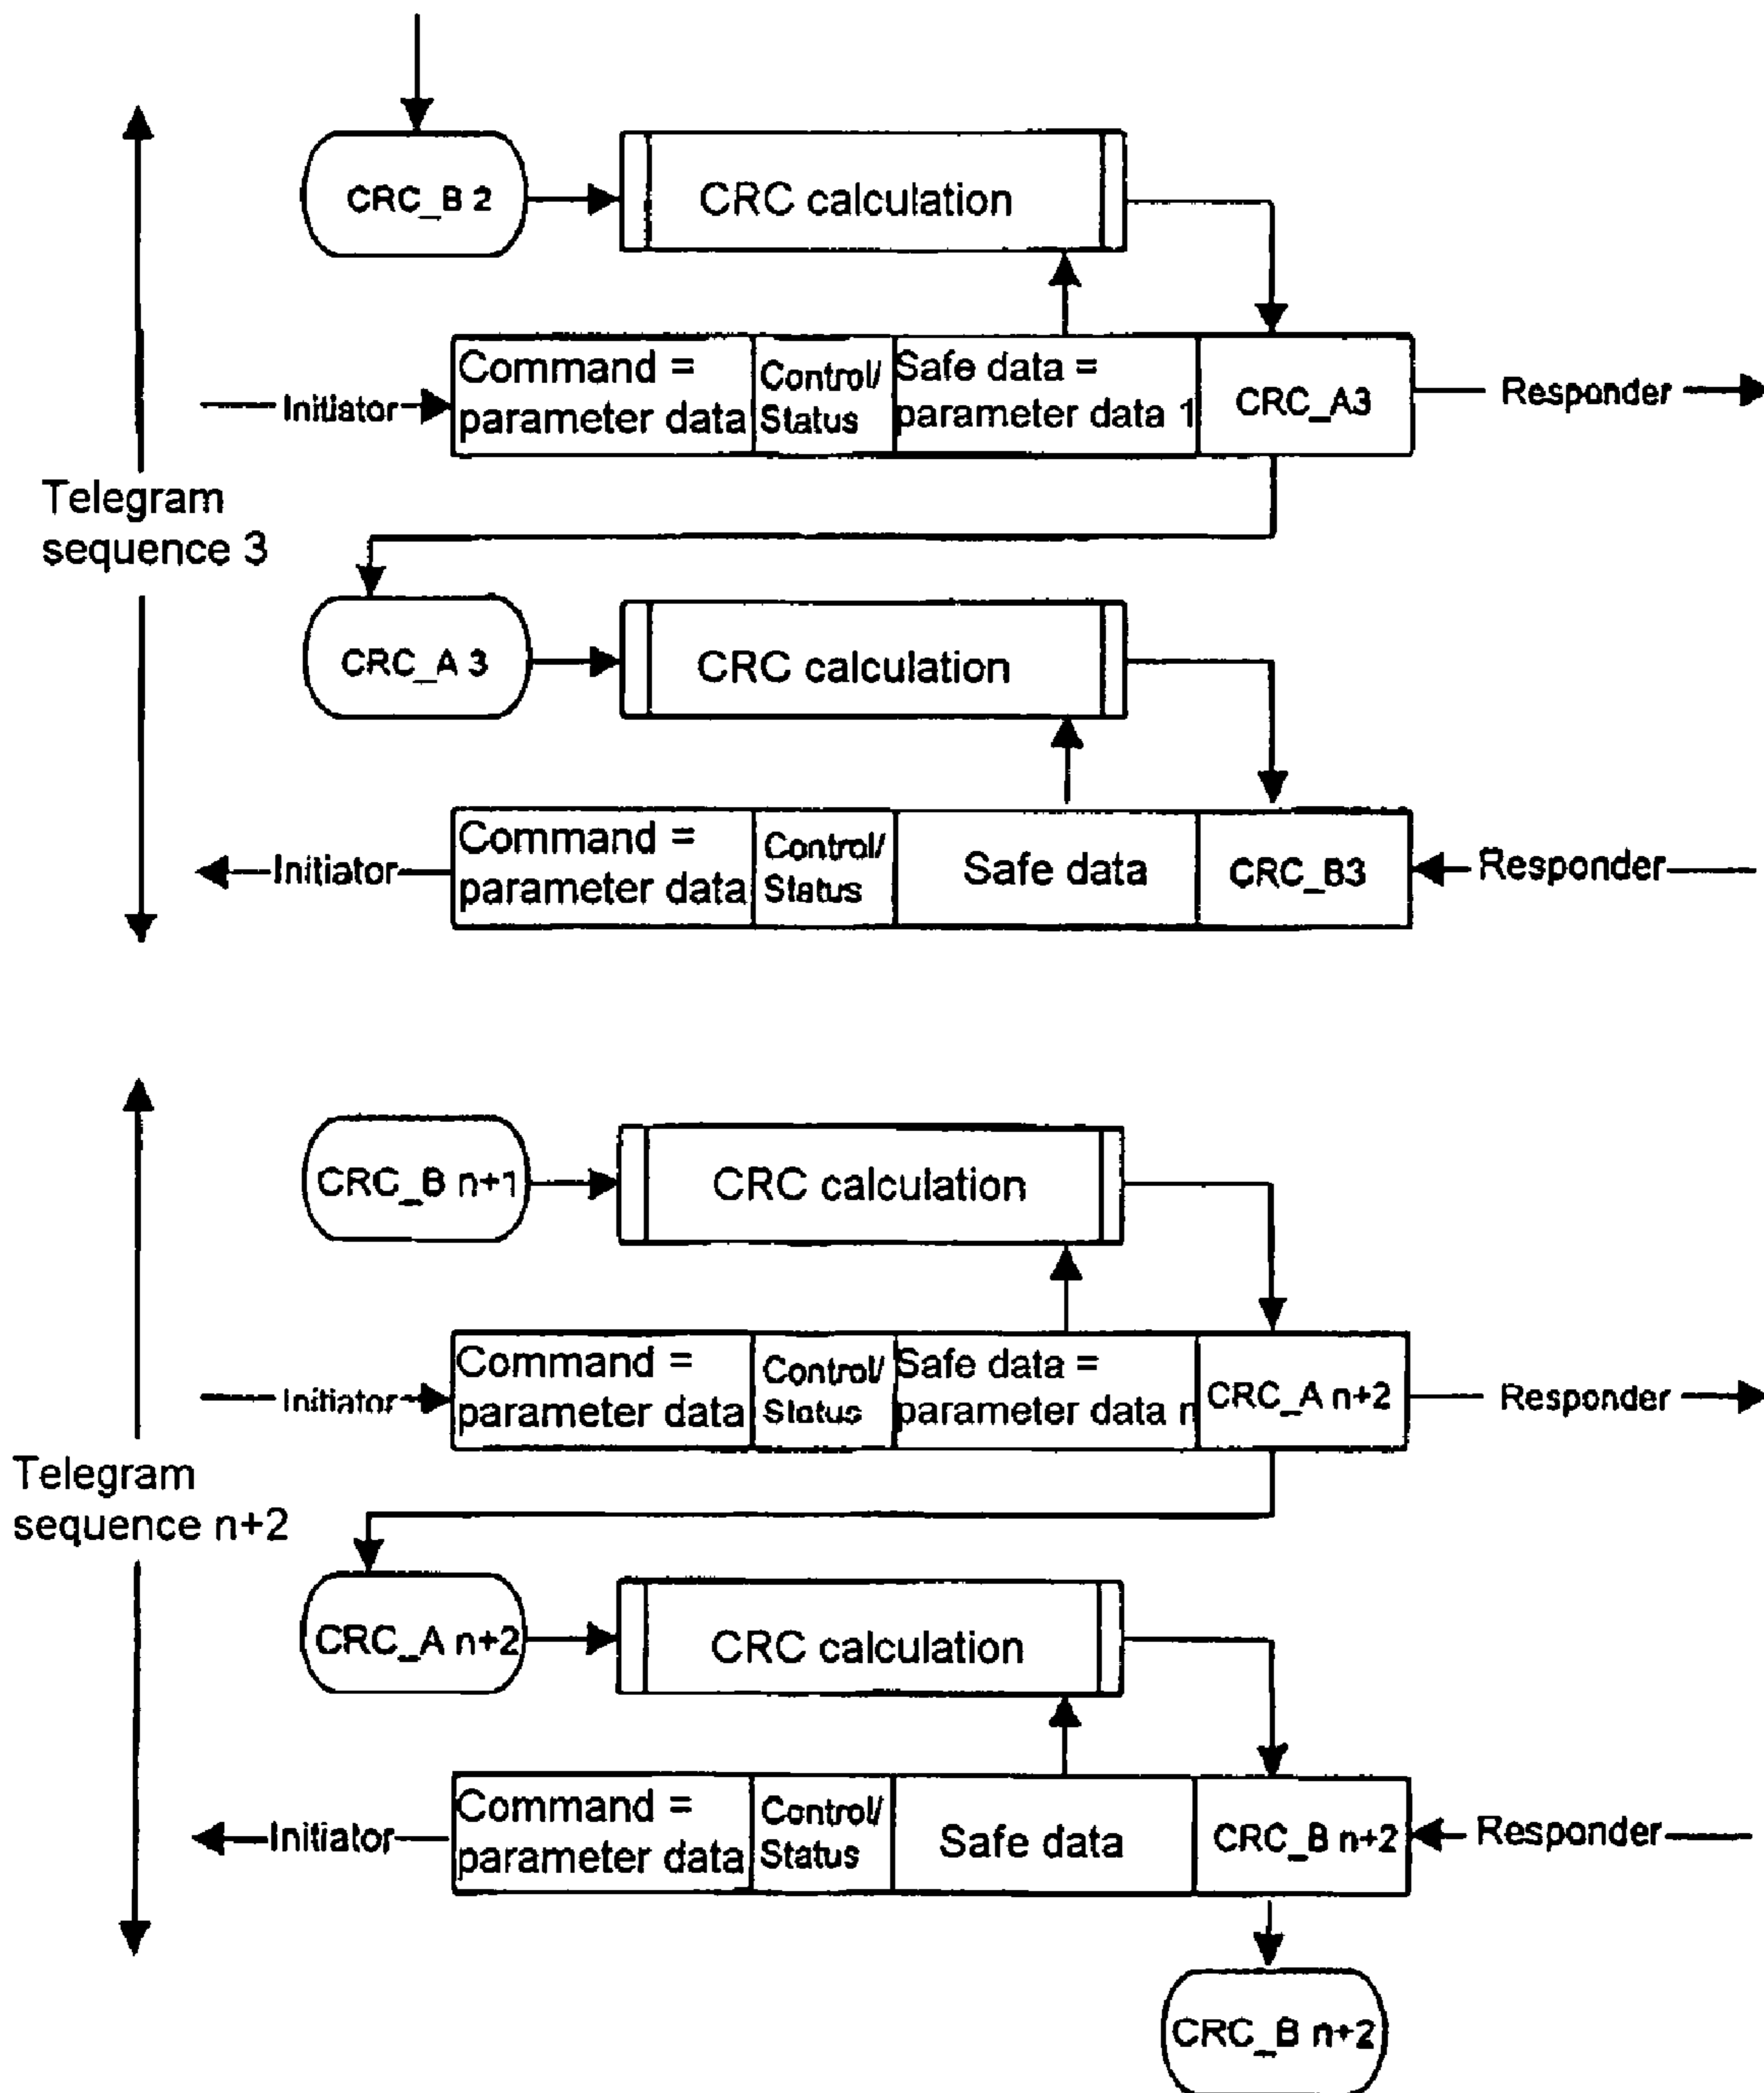 CRC_B 2
CRC calculation
Initiator
Command =
parameter data
Control/
Status
Safe data =
parameter data 1
CRC_A3
Responder
Telegram
sequence 3
CRC_A 3
CRC calculation
Initiator
Command =
parameter data
Control/
Status
Safe data
CRC_B3
Responder
CRC_B n+1
CRC calculation
Initiator
Command =
parameter data
Control/
Status
Safe data =
parameter data n
CRC_A n+2
Responder
Telegram
sequence n+2
CRC_A n+2
CRC calculation
Initiator
Command =
parameter data
Control/
Status
Safe data
CRC_B n+2
Responder
CRC_B n+2